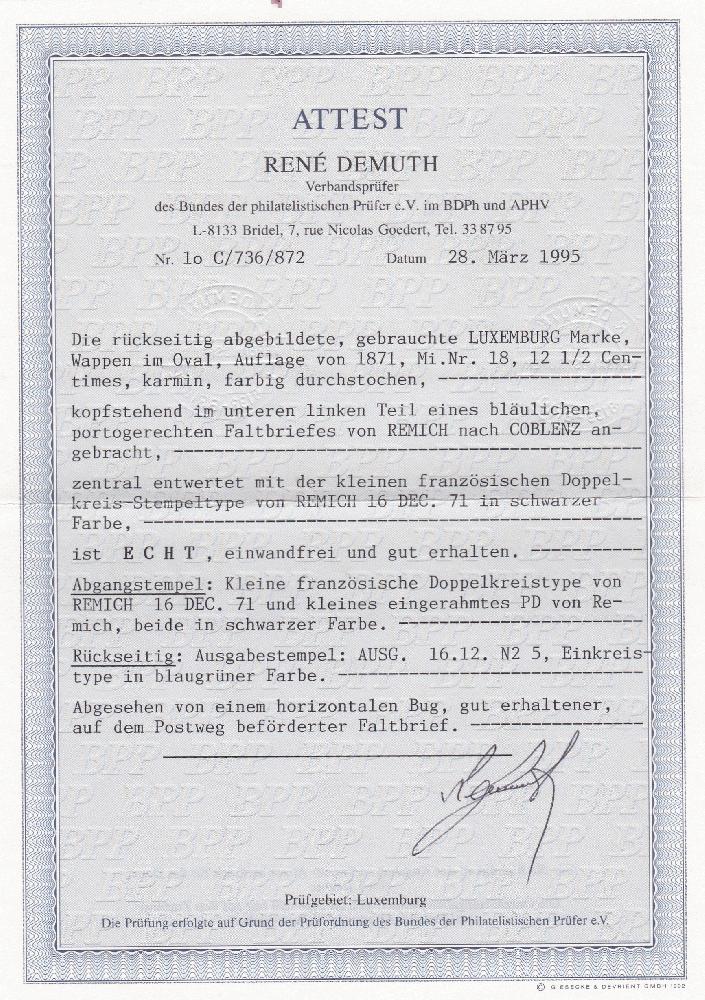 ATTEST
RENÉ DEMUTH
Verbandsprüfer
des Bundes der philatelistischen Prüfer e.V. im BDPh und APHV
L-8133 Bridel, 7, rue Nicolas Goedert, Tel. 33 87 95
Nr. 1o C/736/872 Datum 28. März 1995
Die rückseitig abgebildete, gebrauchte LUXEMBURG Marke,
Wappen im Oval, Auflage von 1871, Mi.Nr. 18, 12 1/2 Cen-
times, karmin, farbig durchstochen,
kopfstehend im unteren linken Teil eines bläulichen,
portogerechten Faltbriefes von REMICH nach COBLENZ an-
gebracht,
zentral entwertet mit der kleinen französischen Doppel-
kreis-Stempeltype von REMICH 16 DEC. 71 in schwarzer
Farbe,
ist E C H T , einwandfrei und gut erhalten.
Abgangstempel: Kleine französische Doppelkreistype von
REMICH 16 DEC. 71 und kleines eingerahmtes PD von Re-
mich, beide in schwarzer Farbe.
Rückseitig: Ausgabestempel: AUSG. 16.12. N2 5, Einkreis-
type in blaugrüner Farbe.
Abgesehen von einem horizontalen Bug, gut erhaltener,
auf dem Postweg beförderter Faltbrief.
Prüfgebiet: Luxemburg
Die Prüfung erfolgte auf Grund der Prüfordnung des Bundes der Philatelistischen Prüfer e.V.
© GIESECKE & DEVRIENT GMBH 1992